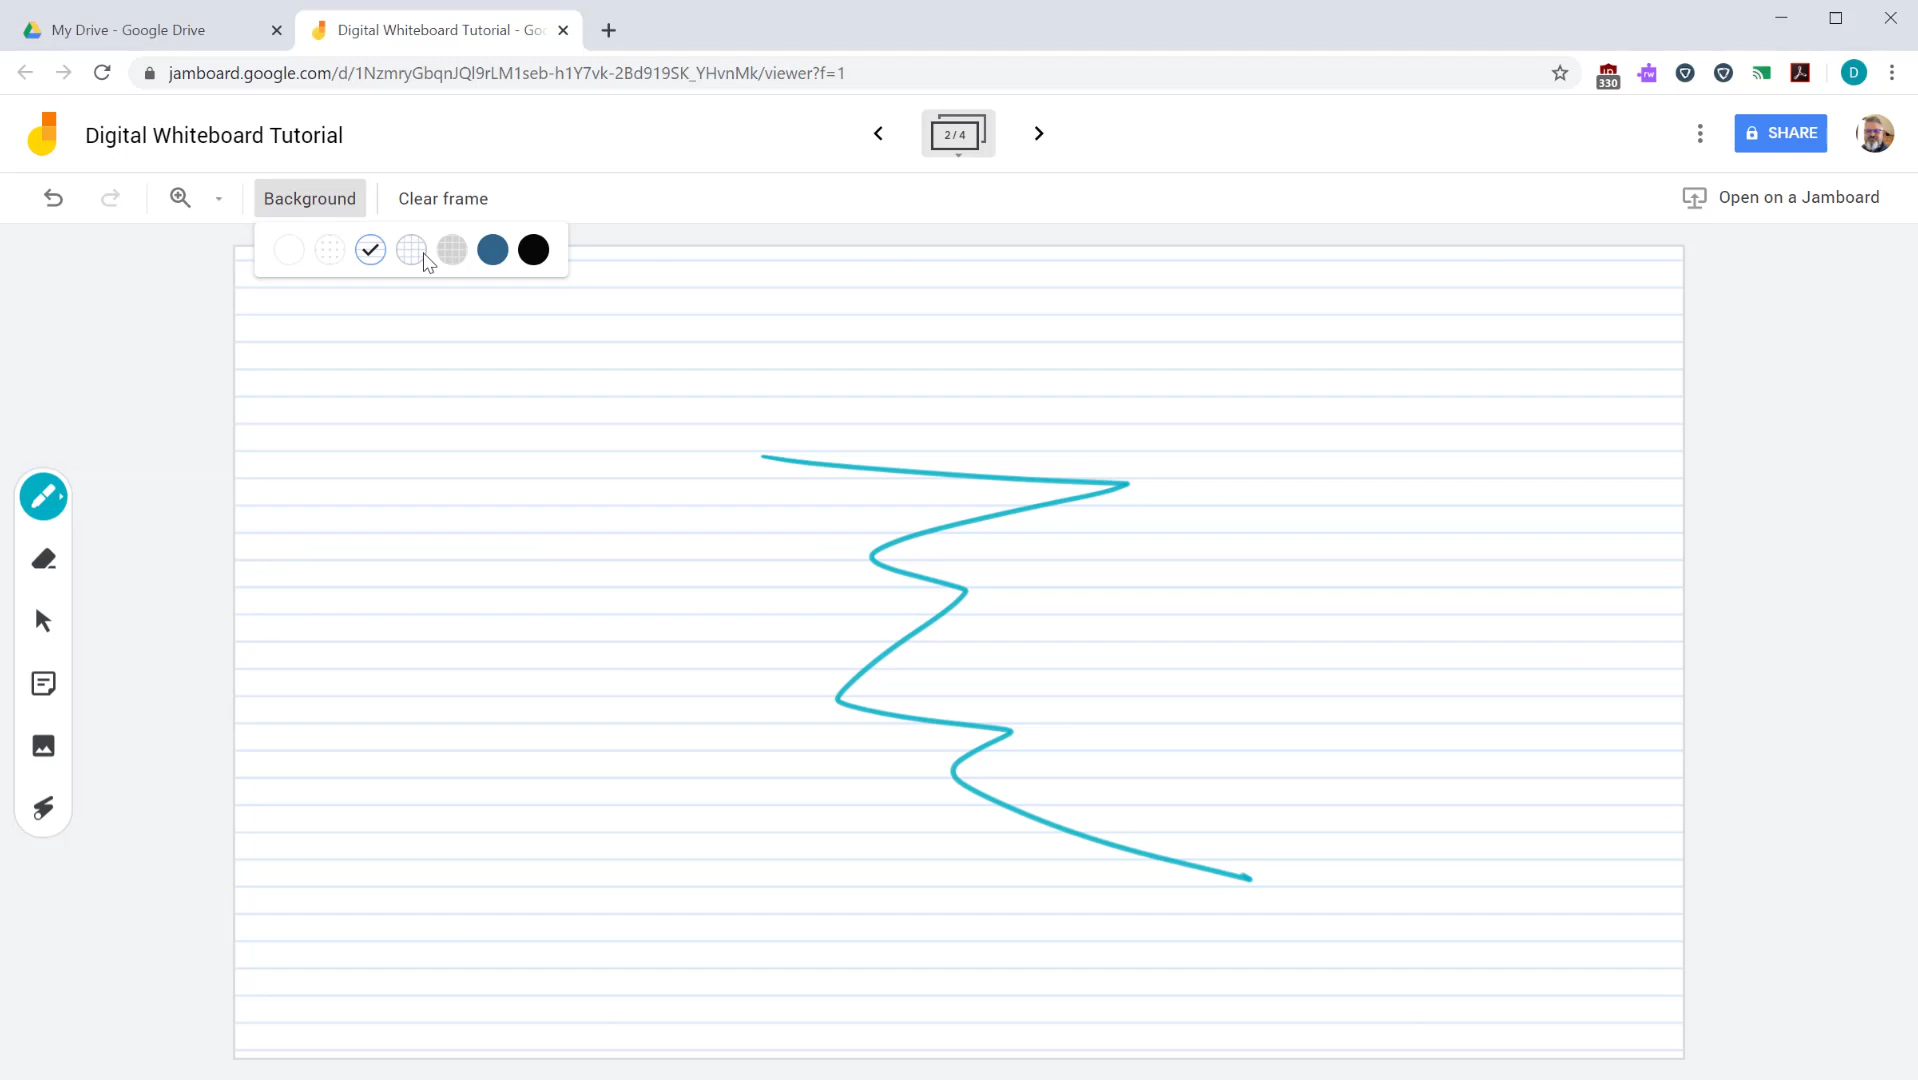 My Drive - Google Drive
Digital Whiteboard Tutorial - Go
jamboard.google.com/d/1NzmryGbqnJQl9rLM1seb-h1Y7vk-2Bd919SK_YHvnMk/viewer?f=1
330
rw
D
Digital Whiteboard Tutorial
2 / 4
SHARE
Background
Clear frame
Open on a Jamboard